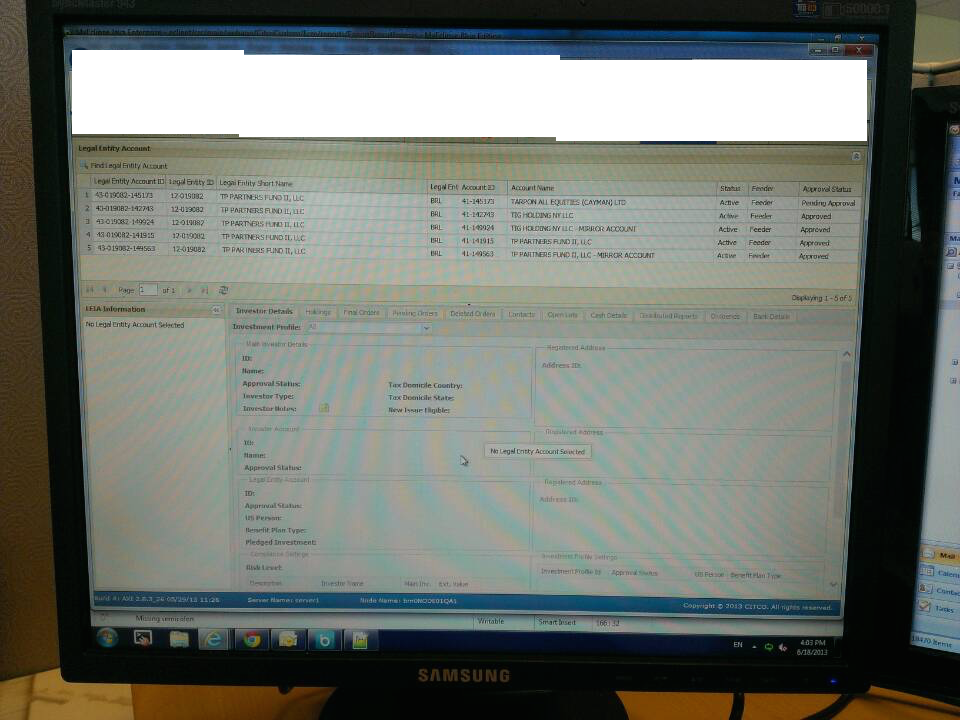 SyncMaster 943
50000:1
Legal Entity Account
Find Legal Entity Account
Legal Entity Account ID Legal Entity ID Legal Entity Short Name Legal Ent Account ID Account Name Status Feeder Approval Status
1 43-019082-145173 12-019082 TP PARTNERS FUND II, LLC BRL 41-145173 TARPON ALL EQUITIES (CAYMAN) LTD Active Feeder Pending Approval
2 43-019082-142743 12-019082 TP PARTNERS FUND II, LLC BRL 41-142743 TIG HOLDING NY LLC Active Feeder Approved
3 43-019082-149924 12-019082 TP PARTNERS FUND II, LLC BRL 41-149924 TIG HOLDING NY LLC - MIRROR ACCOUNT Active Feeder Approved
4 43-019082-141915 12-019082 TP PARTNERS FUND II, LLC BRL 41-141915 TP PARTNERS FUND II, LLC Active Feeder Approved
5 43-019082-149563 12-019082 TP PARTNERS FUND II, LLC BRL 41-149563 TP PARTNERS FUND II, LLC - MIRROR ACCOUNT Active Feeder Approved
Page 1 of 1 Displaying 1 - 5 of 5
LEIA Information
No Legal Entity Account Selected
Investor Details Holdings Final Orders Pending Orders Deleted Orders Contacts Open Lots Cash Details Distributed Reports Dividends Bank Details
Investment Profile: All
Main Investor Details Registered Address
ID: Address ID:
Name:
Approval Status: Tax Domicile Country:
Investor Type: Tax Domicile State:
Investor Notes: New Issue Eligible:
Investor Account Registered Address
ID:
Name: No Legal Entity Account Selected
Approval Status:
Legal Entity Account Registered Address
ID: Address ID:
Approval Status:
US Person:
Benefit Plan Type:
Pledged Investment:
Compliance Settings Investment Profile Settings
Risk Level: Investment Profile Id Approval Status US Person Benefit Plan Type
Description Investor Name Main Inv. Ext. Value
Build #: AXI 2.8.3_26 05/29/13 11:26 Server Name: server1 Node Name: bmONODE01QA1 Copyright © 2013 CITCO. All rights reserved.
Missing semicolon Writable Smart Insert 166 : 32
EN 4:03 PM
6/18/2013
SAMSUNG
Mail
Calend
Contac
Tasks